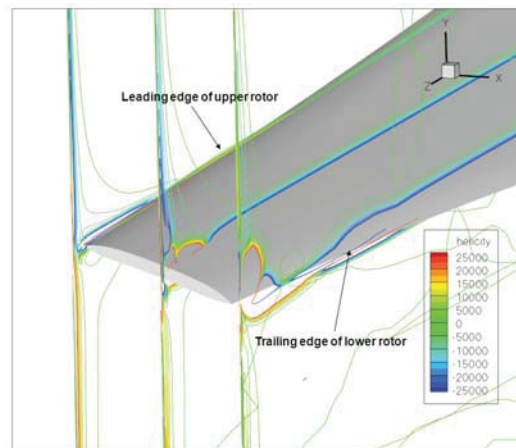 Y
Z
X
Leading edge of upper rotor
helicity
25000
20000
15000
10000
5000
0
-5000
-10000
-15000
-20000
-25000
Trailing edge of lower rotor